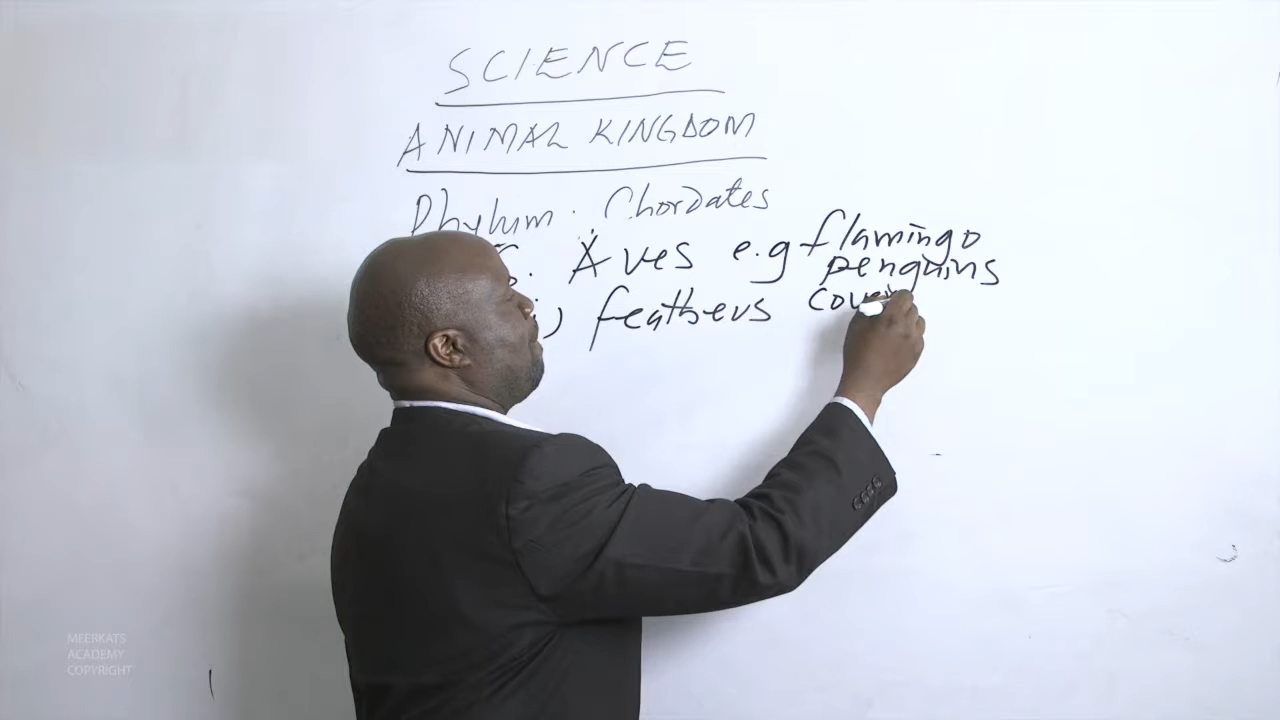 SCIENCE
ANIMAL KINGDOM
Phylum: Chordates
Aves e.g flamingo
penguins
feathers
MEERKATS
ACADEMY
COPYRIGHT